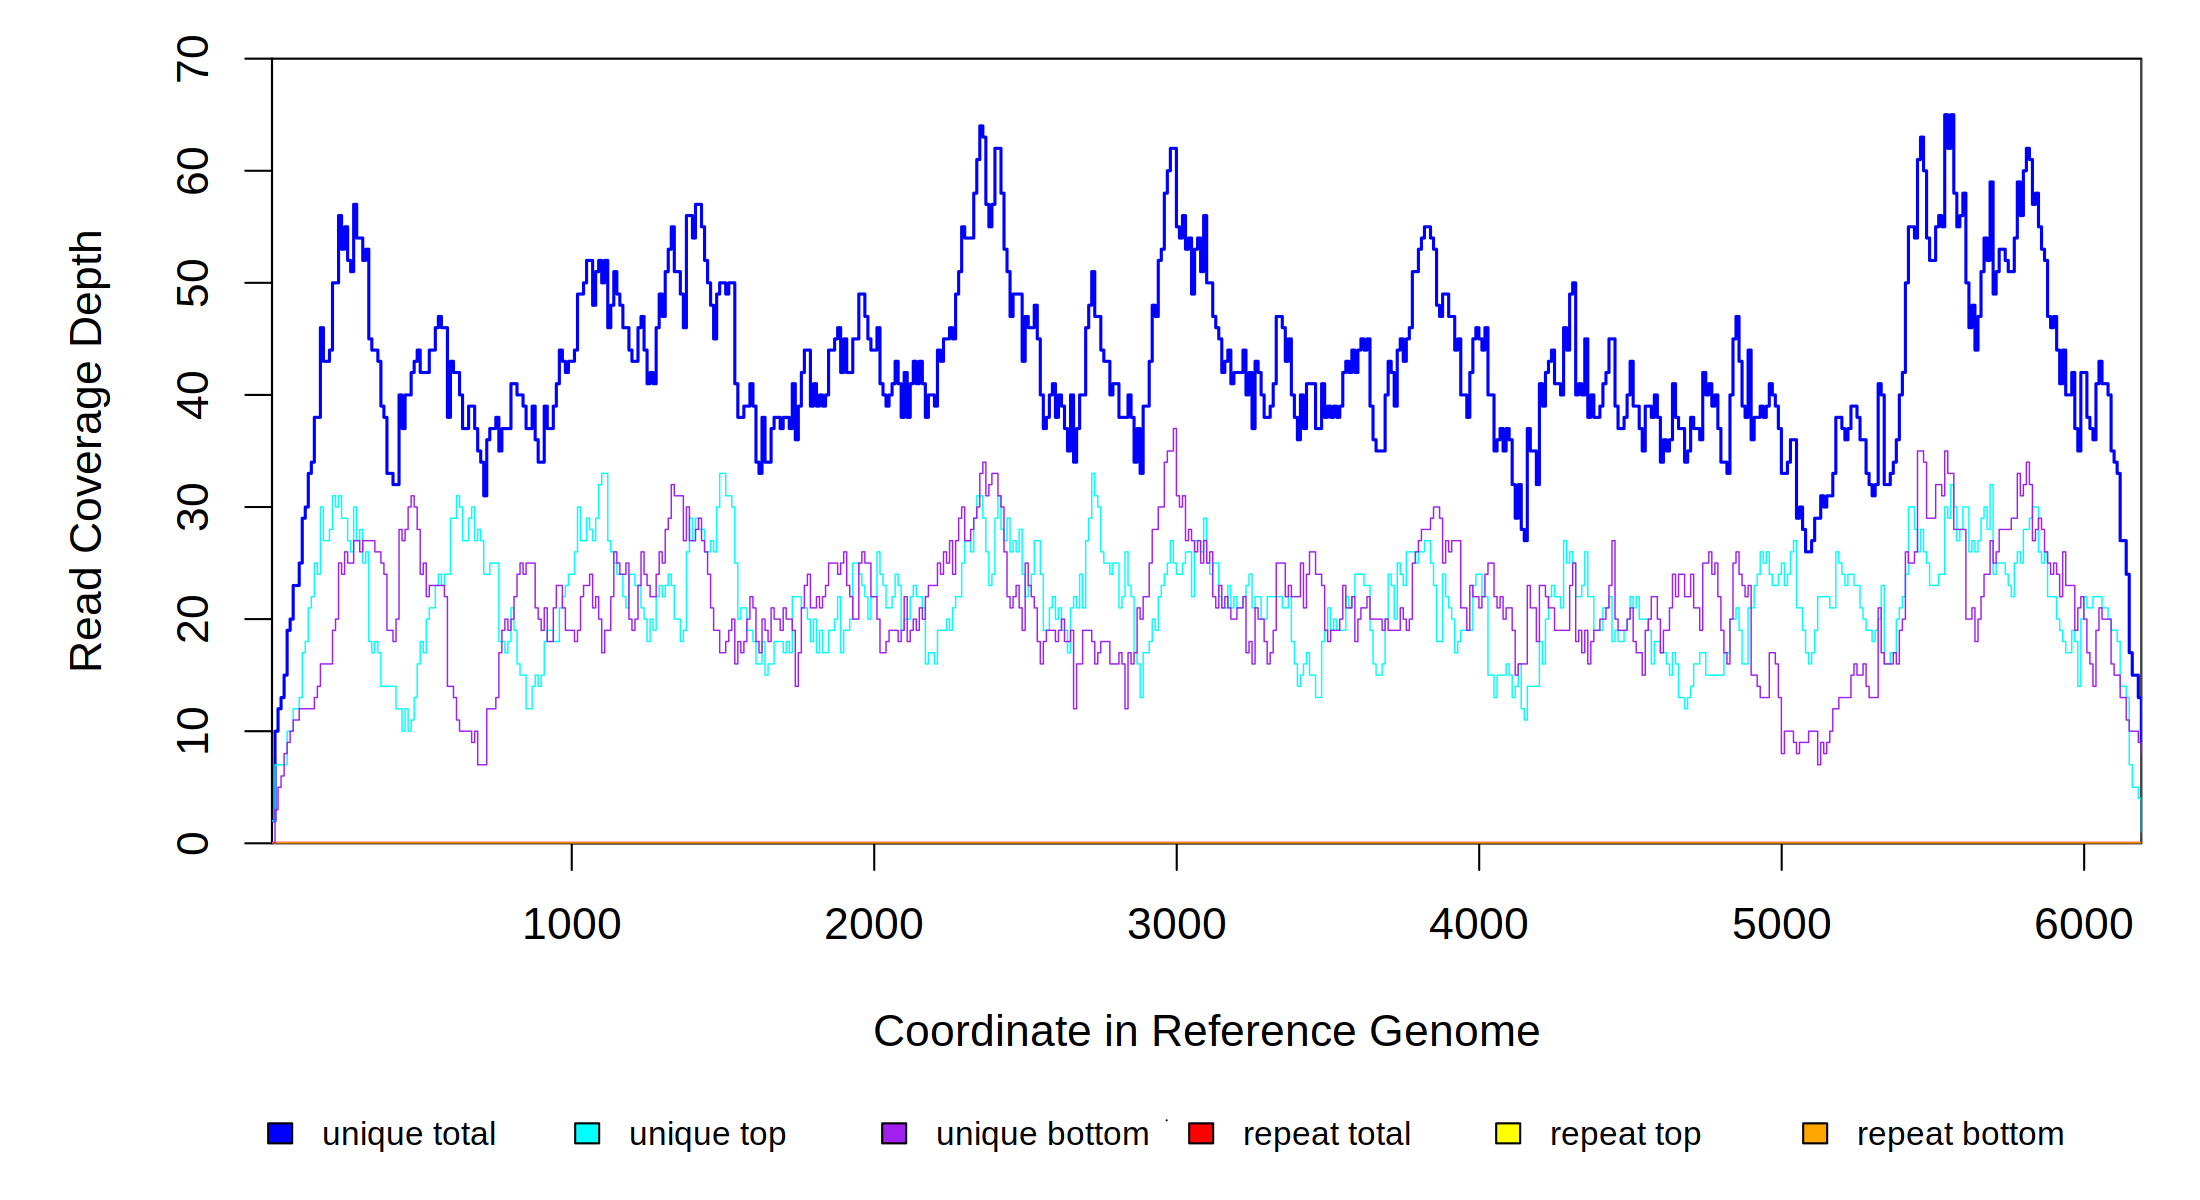 70
60
50
40
30
20
10
0
Read Coverage Depth
1000 2000 3000 4000 5000 6000
Coordinate in Reference Genome
unique total unique top unique bottom repeat total repeat top repeat bottom